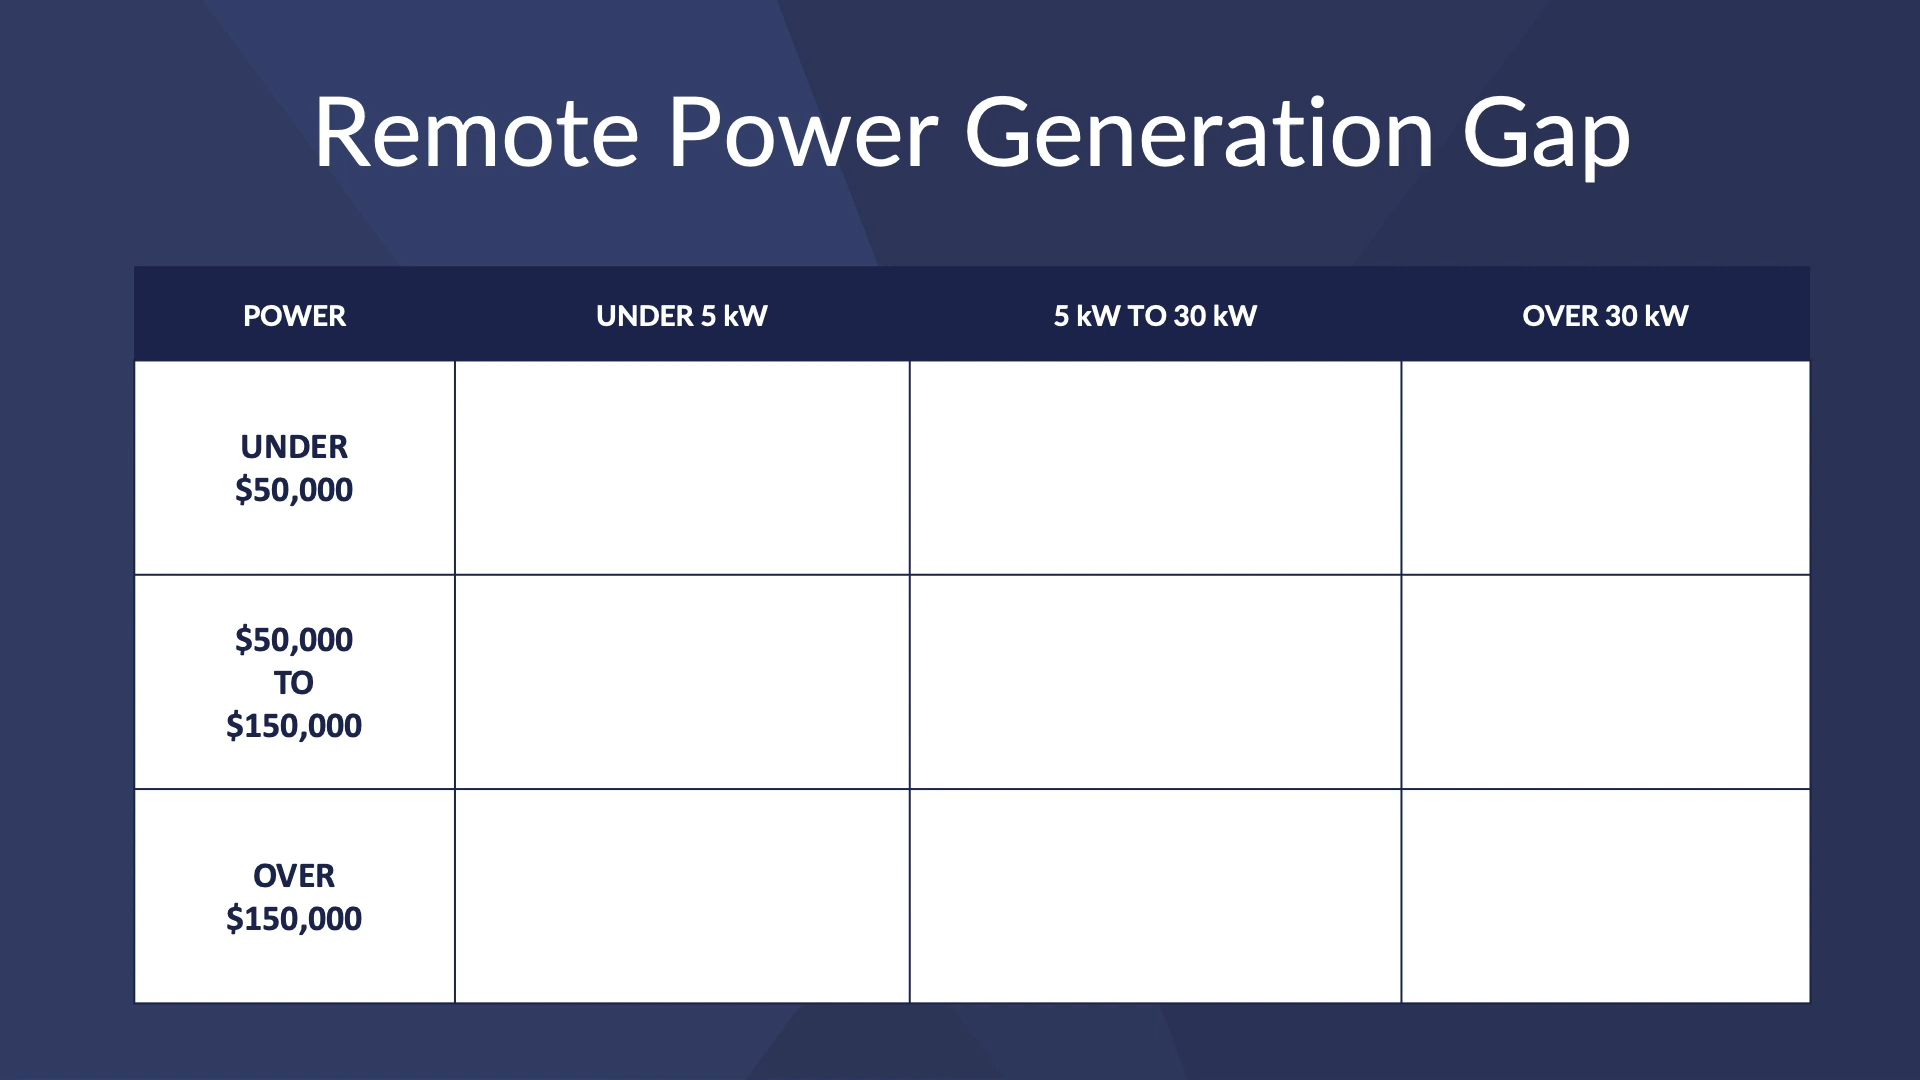 Remote Power Generation Gap
POWER UNDER 5 kW 5 kW TO 30 kW OVER 30 kW
UNDER
$50,000
$50,000
TO
$150,000
OVER
$150,000